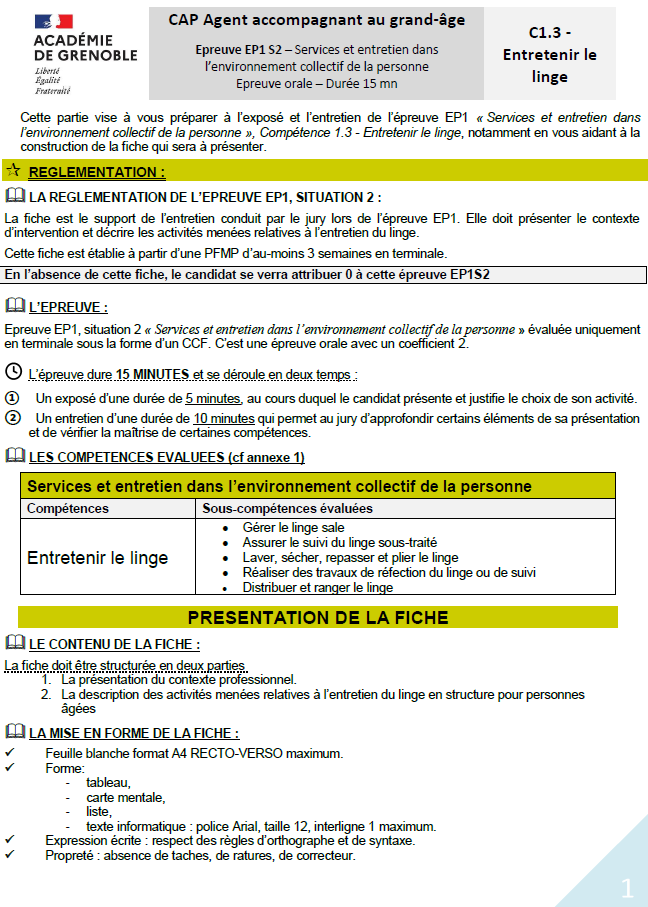 ACADÉMIE
DE GRENOBLE
Liberté
Égalité
Fraternité
CAP Agent accompagnant au grand-âge
Epreuve EP1 S2 – Services et entretien dans
l'environnement collectif de la personne
Epreuve orale – Durée 15 mn
C1.3 -
Entretenir le
linge
Cette partie vise à vous préparer à l'exposé et l'entretien de l'épreuve EP1 « Services et entretien dans
l'environnement collectif de la personne », Compétence 1.3 - Entretenir le linge, notamment en vous aidant à la
construction de la fiche qui sera à présenter.
REGLEMENTATION :
LA REGLEMENTATION DE L'EPREUVE EP1, SITUATION 2 :
La fiche est le support de l'entretien conduit par le jury lors de l'épreuve EP1. Elle doit présenter le contexte
d'intervention et décrire les activités menées relatives à l'entretien du linge.
Cette fiche est établie à partir d'une PFMP d'au-moins 3 semaines en terminale.
En l'absence de cette fiche, le candidat se verra attribuer 0 à cette épreuve EP1S2
L'EPREUVE :
Epreuve EP1, situation 2 « Services et entretien dans l'environnement collectif de la personne » évaluée uniquement
en terminale sous la forme d'un CCF. C'est une épreuve orale avec un coefficient 2.
L'épreuve dure 15 MINUTES et se déroule en deux temps :
① Un exposé d'une durée de 5 minutes, au cours duquel le candidat présente et justifie le choix de son activité.
② Un entretien d'une durée de 10 minutes qui permet au jury d'approfondir certains éléments de sa présentation
et de vérifier la maîtrise de certaines compétences.
LES COMPETENCES EVALUEES (cf annexe 1)
Services et entretien dans l'environnement collectif de la personne
Compétences
Sous-compétences évaluées
Entretenir le linge
• Gérer le linge sale
• Assurer le suivi du linge sous-traité
• Laver, sécher, repasser et plier le linge
• Réaliser des travaux de réfection du linge ou de suivi
• Distribuer et ranger le linge
PRESENTATION DE LA FICHE
LE CONTENU DE LA FICHE :
La fiche doit être structurée en deux parties
1. La présentation du contexte professionnel.
2. La description des activités menées relatives à l'entretien du linge en structure pour personnes
âgées
LA MISE EN FORME DE LA FICHE :
✓ Feuille blanche format A4 RECTO-VERSO maximum.
✓ Forme:
- tableau,
- carte mentale,
- liste,
- texte informatique : police Arial, taille 12, interligne 1 maximum.
✓ Expression écrite : respect des règles d'orthographe et de syntaxe.
✓ Propreté : absence de taches, de ratures, de correcteur.
1